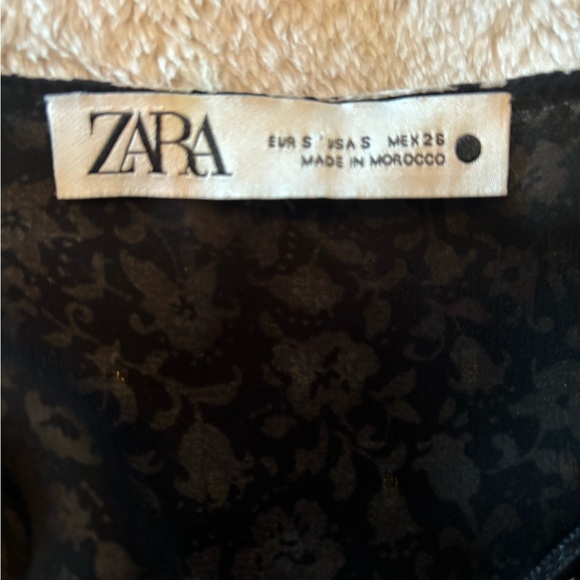 ZARA
EUR S USA S MEX 26
MADE IN MOROCCO